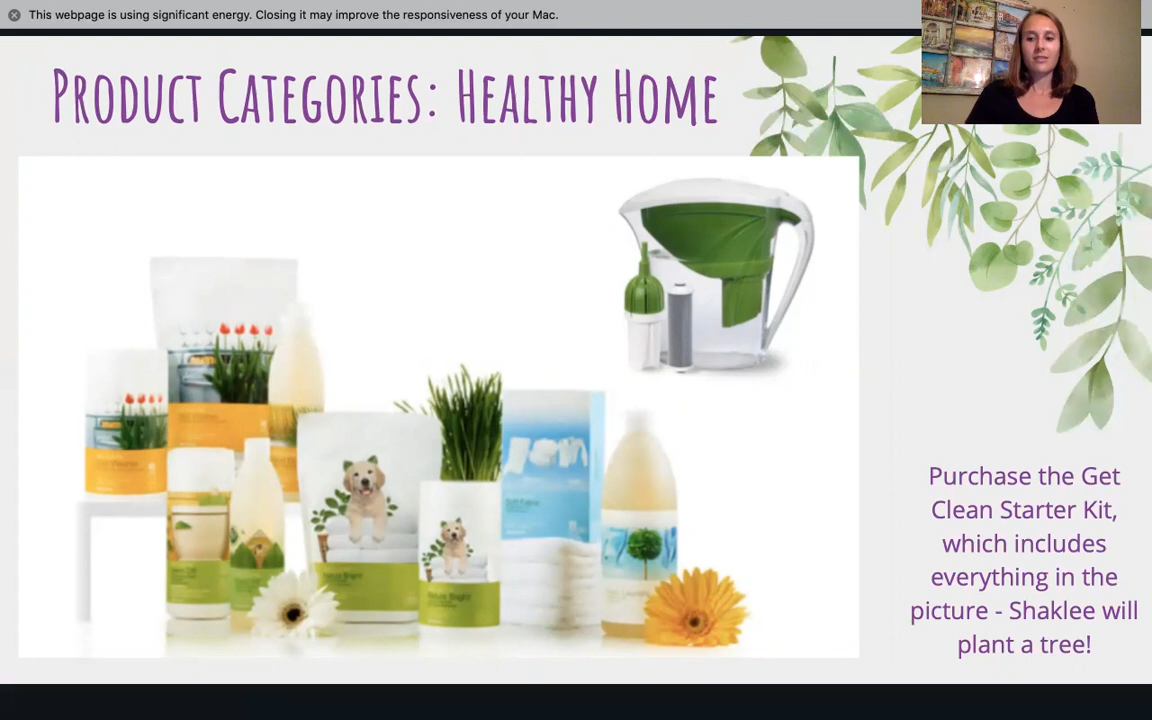 This webpage is using significant energy. Closing it may improve the responsiveness of your Mac.
Product Categories: Healthy Home
Purchase the Get
Clean Starter Kit,
which includes
everything in the
picture - Shaklee will
plant a tree!